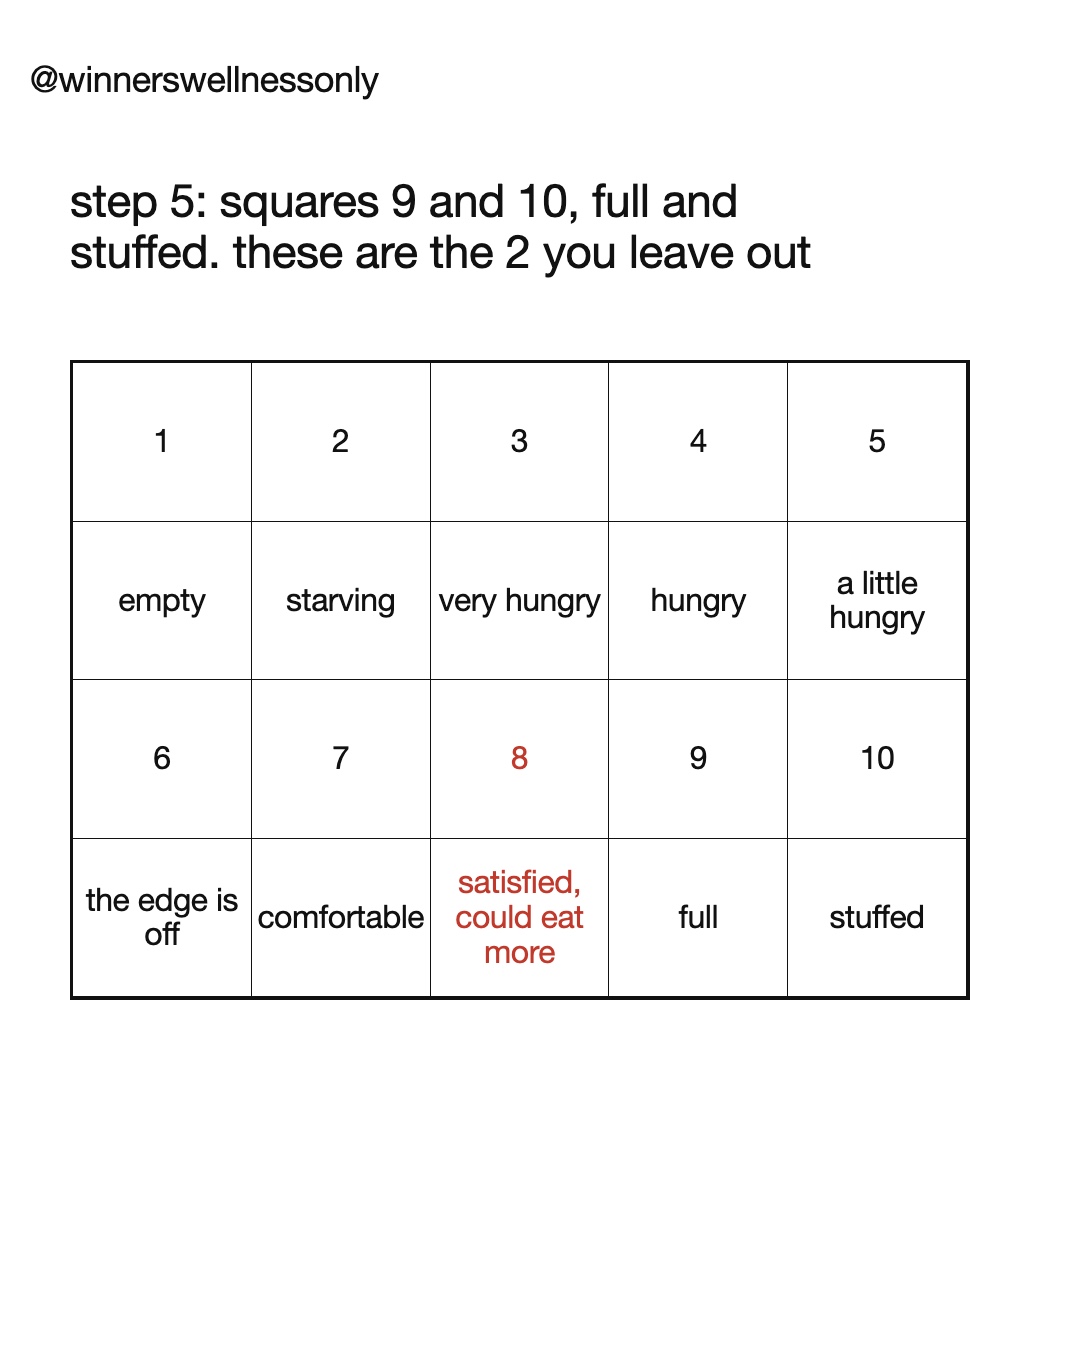 @winnerswellnessonly
step 5: squares 9 and 10, full and
stuffed. these are the 2 you leave out
1
2
3
4
5
empty
starving
very hungry
hungry
a little
hungry
6
7
8
9
10
the edge is
off
comfortable
satisfied,
could eat
more
full
stuffed